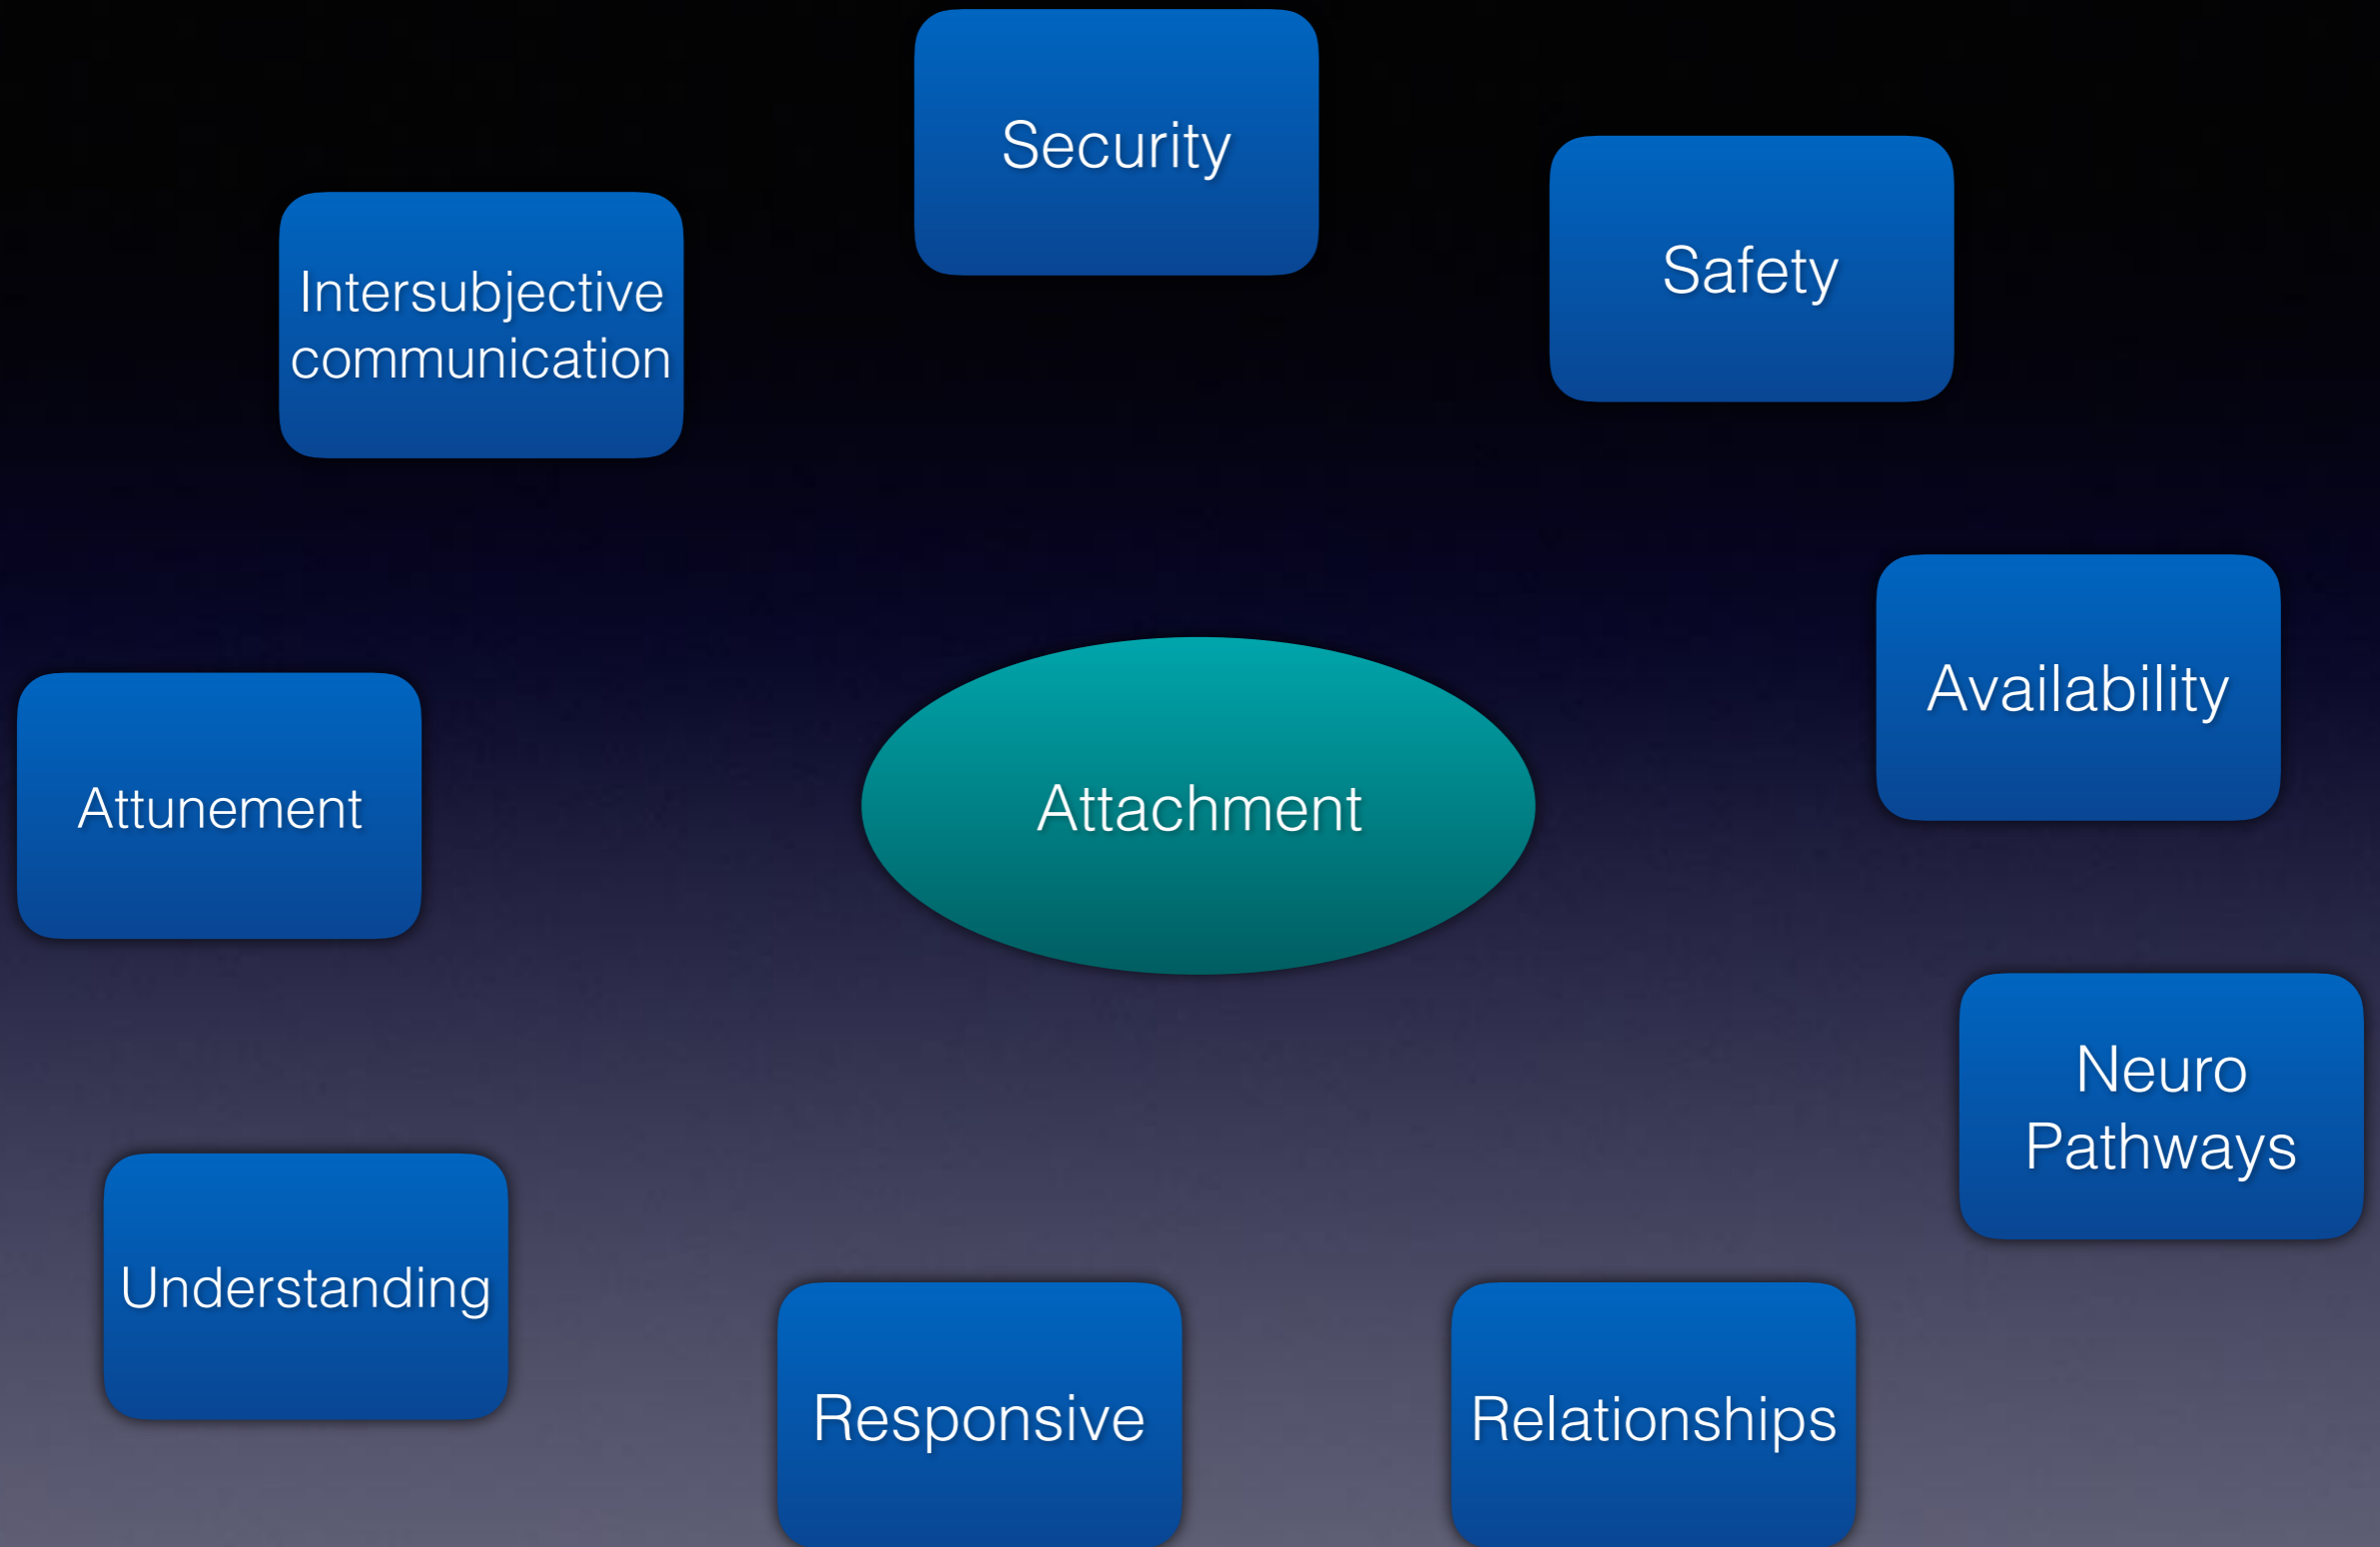 Security
Safety
Intersubjective
communication
Availability
Attunement
Attachment
Neuro
Pathways
Understanding
Responsive
Relationships